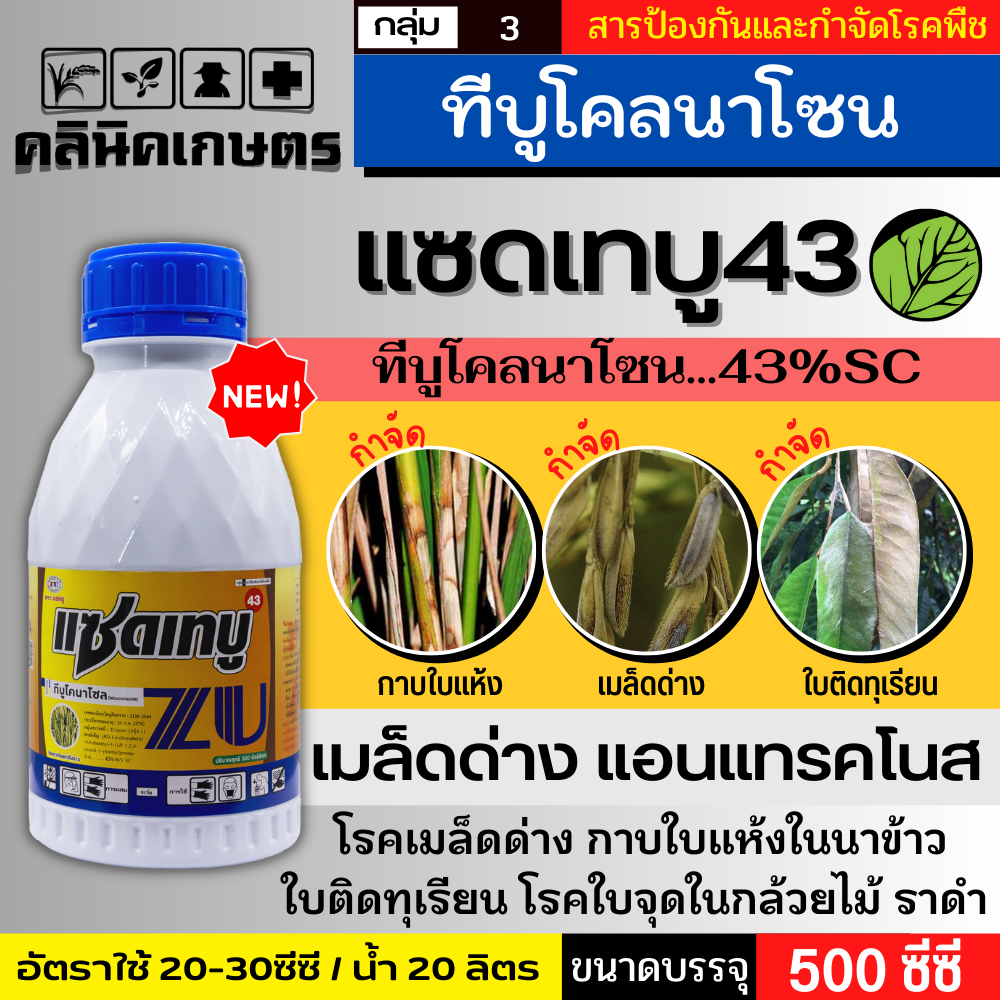 กลุ่ม 3 สารป้องกันและกำจัดโรคพืช
คลินิคเกษตร
ทีบูโคลนาโซน
แซดเทบู43
ทีบูโคลนาโซน...43%SC
NEW!
กำจัด กำจัด กำจัด
กาบใบแห้ง เมล็ดด่าง ใบติดทุเรียน
แซดเทบู 43
ทีบูโคนาโซล
ZU
เมล็ดด่าง แอนแทรคโนส
โรคเมล็ดด่าง กาบใบแห้งในนาข้าว
ใบติดทุเรียน โรคใบจุดในกล้วยไม้ ราดำ
อัตราใช้ 20-30ซีซี / น้ำ 20 ลิตร ขนาดบรรจุ 500 ซีซี